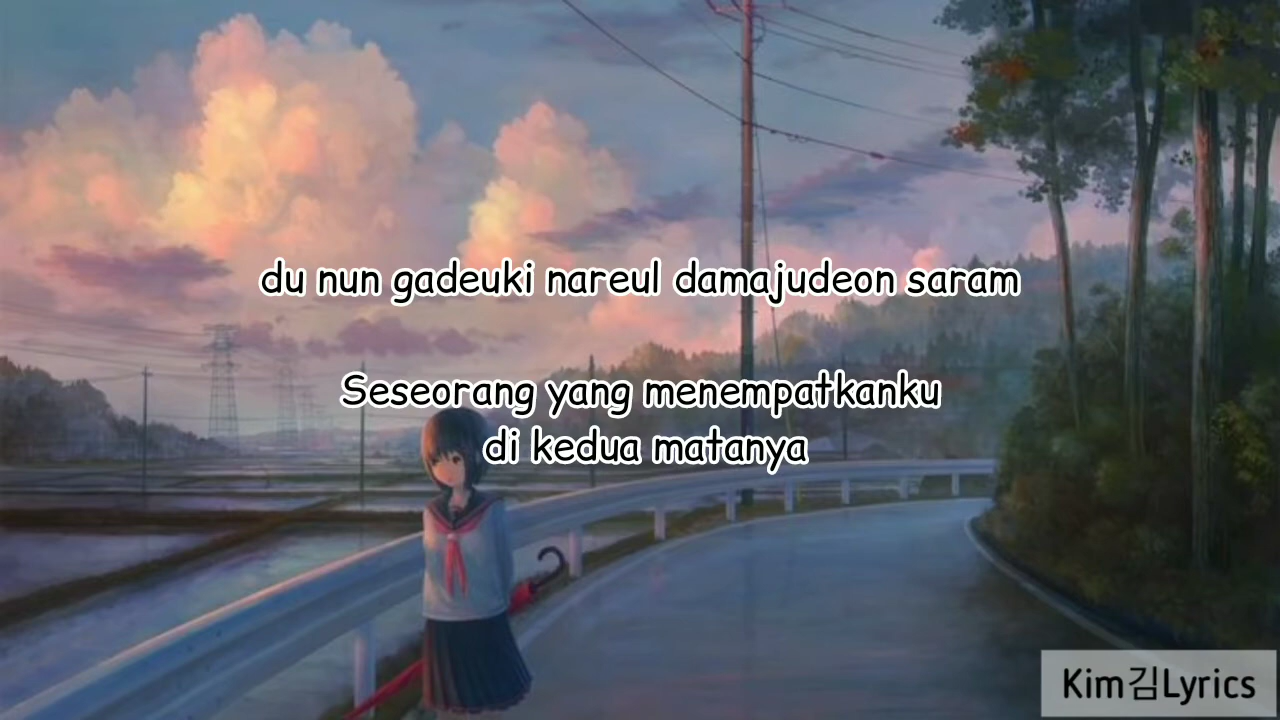 du nun gadeuki nareul damajudeon saram
Seseorang yang menempatkanku
di kedua matanya
Kim김Lyrics